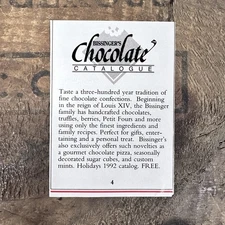 BISSINGER'S
Chocolate
CATALOGUE
Taste a three-hundred year tradition of
fine chocolate confections. Beginning
in the reign of Louis XIV, the Bissinger
family has handcrafted chocolates,
truffles, berries, Petit Fours and more
using only the finest ingredients and
family recipes. Perfect for gifts, enter-
taining and a personal treat. Bissinger's
also exclusively offers such novelties as
a gourmet chocolate pizza, seasonally
decorated sugar cubes, and custom
mints. Holidays 1992 catalog. FREE.
4